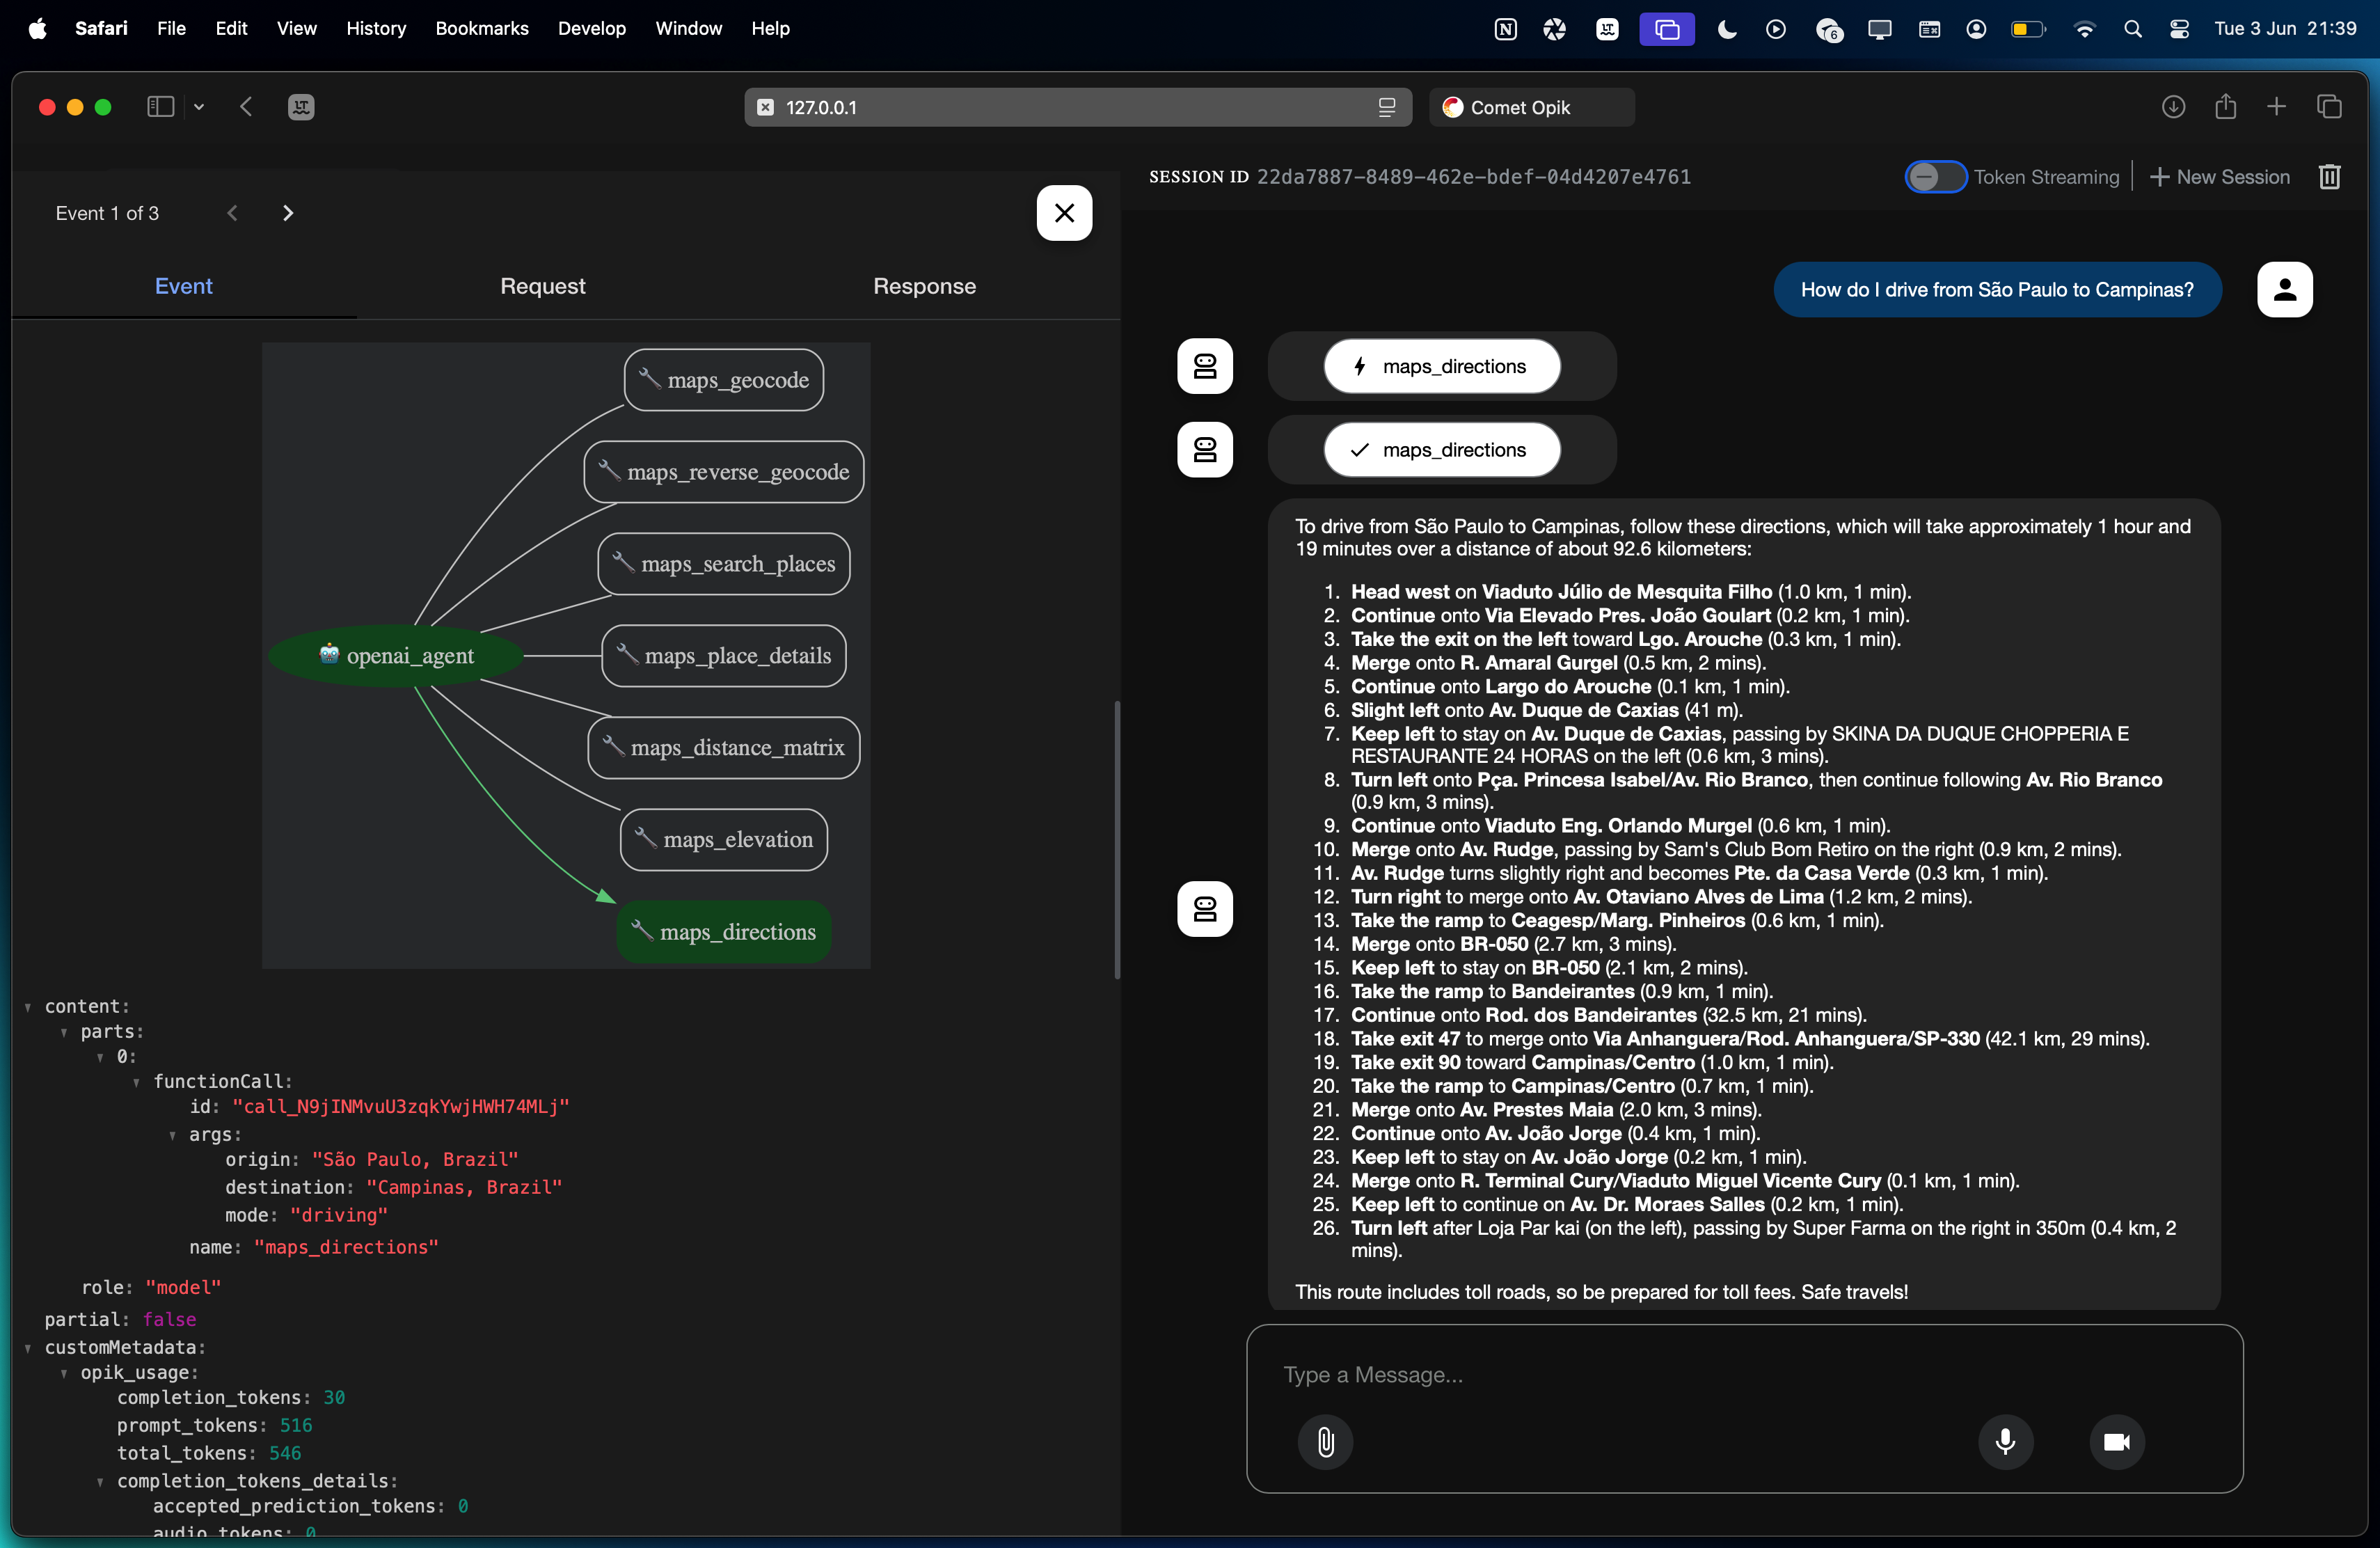 Safari File Edit View History Bookmarks Develop Window Help
N LT 6 Tue 3 Jun 21:39
LT 127.0.0.1 Comet Opik
SESSION ID 22da7887-8489-462e-bdef-04d4207e4761 Token Streaming + New Session
Event 1 of 3
Event Request Response
maps_geocode
maps_reverse_geocode
maps_search_places
openai_agent
maps_place_details
maps_distance_matrix
maps_elevation
maps_directions
content:
parts:
0:
functionCall:
id: "call_N9jINMvuU3zqkYwjHWH74MLj"
args:
origin: "São Paulo, Brazil"
destination: "Campinas, Brazil"
mode: "driving"
name: "maps_directions"
role: "model"
partial: false
customMetadata:
opik_usage:
completion_tokens: 30
prompt_tokens: 516
total_tokens: 546
completion_tokens_details:
accepted_prediction_tokens: 0
audio_tokens: 0
How do I drive from São Paulo to Campinas?
maps_directions
maps_directions
To drive from São Paulo to Campinas, follow these directions, which will take approximately 1 hour and
19 minutes over a distance of about 92.6 kilometers:
1. Head west on Viaduto Júlio de Mesquita Filho (1.0 km, 1 min).
2. Continue onto Via Elevado Pres. João Goulart (0.2 km, 1 min).
3. Take the exit on the left toward Lgo. Arouche (0.3 km, 1 min).
4. Merge onto R. Amaral Gurgel (0.5 km, 2 mins).
5. Continue onto Largo do Arouche (0.1 km, 1 min).
6. Slight left onto Av. Duque de Caxias (41 m).
7. Keep left to stay on Av. Duque de Caxias, passing by SKINA DA DUQUE CHOPPERIA E
RESTAURANTE 24 HORAS on the left (0.6 km, 3 mins).
8. Turn left onto Pça. Princesa Isabel/Av. Rio Branco, then continue following Av. Rio Branco
(0.9 km, 3 mins).
9. Continue onto Viaduto Eng. Orlando Murgel (0.6 km, 1 min).
10. Merge onto Av. Rudge, passing by Sam's Club Bom Retiro on the right (0.9 km, 2 mins).
11. Av. Rudge turns slightly right and becomes Pte. da Casa Verde (0.3 km, 1 min).
12. Turn right to merge onto Av. Otaviano Alves de Lima (1.2 km, 2 mins).
13. Take the ramp to Ceagesp/Marg. Pinheiros (0.6 km, 1 min).
14. Merge onto BR-050 (2.7 km, 3 mins).
15. Keep left to stay on BR-050 (2.1 km, 2 mins).
16. Take the ramp to Bandeirantes (0.9 km, 1 min).
17. Continue onto Rod. dos Bandeirantes (32.5 km, 21 mins).
18. Take exit 47 to merge onto Via Anhanguera/Rod. Anhanguera/SP-330 (42.1 km, 29 mins).
19. Take exit 90 toward Campinas/Centro (1.0 km, 1 min).
20. Take the ramp to Campinas/Centro (0.7 km, 1 min).
21. Merge onto Av. Prestes Maia (2.0 km, 3 mins).
22. Continue onto Av. João Jorge (0.4 km, 1 min).
23. Keep left to stay on Av. João Jorge (0.2 km, 1 min).
24. Merge onto R. Terminal Cury/Viaduto Miguel Vicente Cury (0.1 km, 1 min).
25. Keep left to continue on Av. Dr. Moraes Salles (0.2 km, 1 min).
26. Turn left after Loja Par kai (on the left), passing by Super Farma on the right in 350m (0.4 km, 2
mins).
This route includes toll roads, so be prepared for toll fees. Safe travels!
Type a Message...